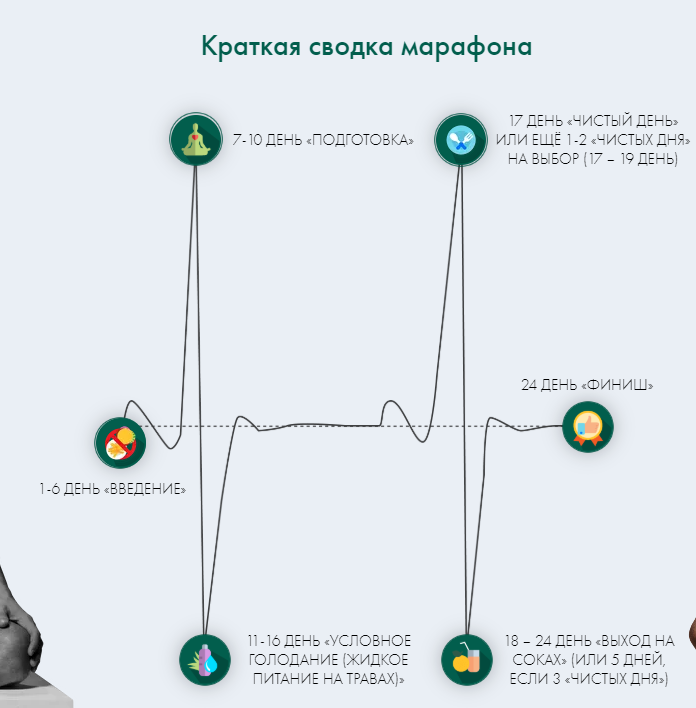 Краткая сводка марафона
7-10 ДЕНЬ «ПОДГОТОВКА»
17 ДЕНЬ «ЧИСТЫЙ ДЕНЬ»
ИЛИ ЕЩЁ 1-2 «ЧИСТЫХ ДНЯ»
НА ВЫБОР (17 – 19 ДЕНЬ)
24 ДЕНЬ «ФИНИШ»
1-6 ДЕНЬ «ВВЕДЕНИЕ»
11-16 ДЕНЬ «УСЛОВНОЕ
ГОЛОДАНИЕ (ЖИДКОЕ
ПИТАНИЕ НА ТРАВАХ)»
18 – 24 ДЕНЬ «ВЫХОД НА
СОКАХ» (ИЛИ 5 ДНЕЙ,
ЕСЛИ 3 «ЧИСТЫХ ДНЯ»)